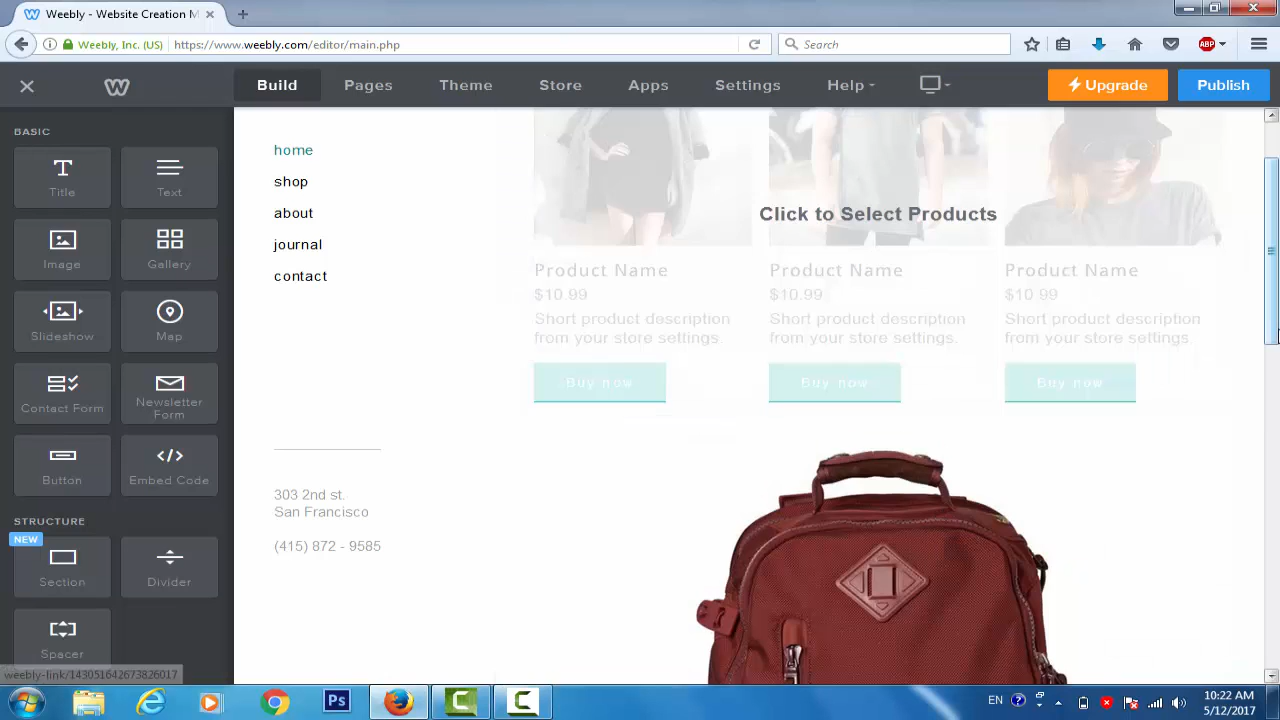 Weebly - Website Creation M
Weebly, Inc. (US)
https://www.weebly.com/editor/main.php
Search
ABP
Build
Pages
Theme
Store
Apps
Settings
Help
Upgrade
Publish
BASIC
Title
Text
Image
Gallery
Slideshow
Map
Contact Form
Newsletter
Form
Button
Embed Code
STRUCTURE
NEW
Section
Divider
Spacer
weebly-link/143051642673826017
home
shop
about
journal
contact
303 2nd st.
San Francisco
(415) 872 - 9585
Click to Select Products
Product Name
$10.99
Short product description
from your store settings.
Buy now
Product Name
$10.99
Short product description
from your store settings.
Buy now
Product Name
$10.99
Short product description
from your store settings.
Buy now
Ps
EN
10:22 AM
5/12/2017